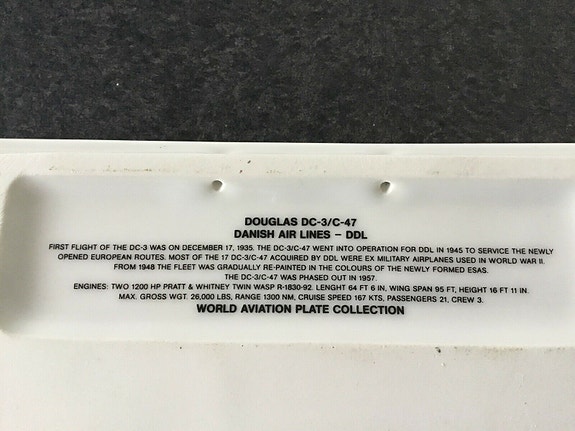 DOUGLAS DC-3/C-47
DANISH AIR LINES – DDL
FIRST FLIGHT OF THE DC-3 WAS ON DECEMBER 17, 1935. THE DC-3/C-47 WENT INTO OPERATION FOR DDL IN 1945 TO SERVICE THE NEWLY
OPENED EUROPEAN ROUTES. MOST OF THE 17 DC-3/C-47 ACQUIRED BY DDL WERE EX MILITARY AIRPLANES USED IN WORLD WAR II.
FROM 1948 THE FLEET WAS GRADUALLY RE-PAINTED IN THE COLOURS OF THE NEWLY FORMED ESAS.
THE DC-3/C-47 WAS PHASED OUT IN 1957.
ENGINES: TWO 1200 HP PRATT & WHITNEY TWIN WASP R-1830-92. LENGHT 64 FT 6 IN, WING SPAN 95 FT, HEIGHT 16 FT 11 IN.
MAX. GROSS WGT. 26,000 LBS, RANGE 1300 NM, CRUISE SPEED 167 KTS, PASSENGERS 21, CREW 3.
WORLD AVIATION PLATE COLLECTION